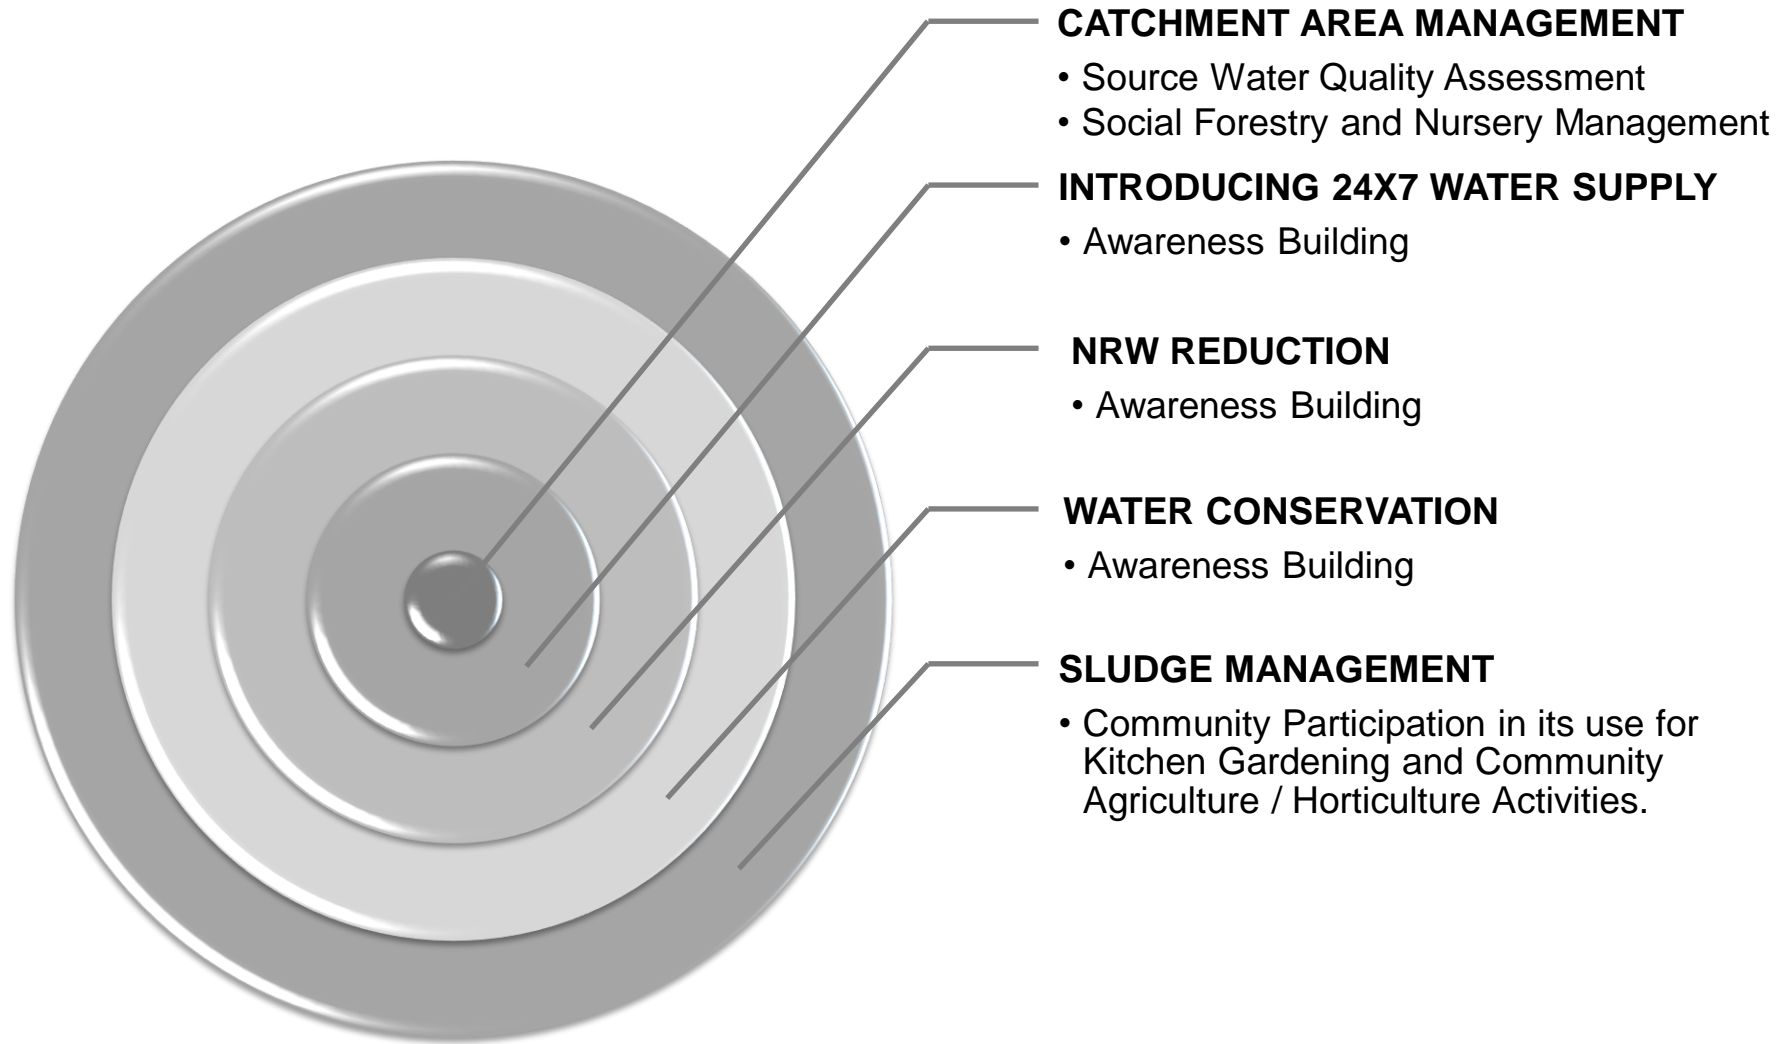 CATCHMENT AREA MANAGEMENT
• Source Water Quality Assessment
• Social Forestry and Nursery Management
INTRODUCING 24X7 WATER SUPPLY
• Awareness Building
NRW REDUCTION
• Awareness Building
WATER CONSERVATION
• Awareness Building
SLUDGE MANAGEMENT
• Community Participation in its use for
Kitchen Gardening and Community
Agriculture / Horticulture Activities.